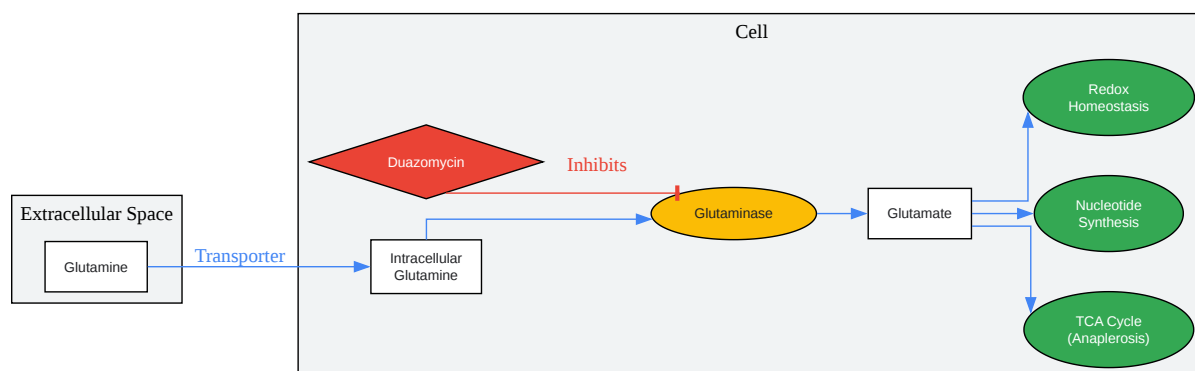 Cell
Redox
Homeostasis
Duazomycin
Inhibits
Extracellular Space
Glutaminase
Glutamate
Nucleotide
Synthesis
Glutamine
Transporter
Intracellular
Glutamine
TCA Cycle
(Anaplerosis)